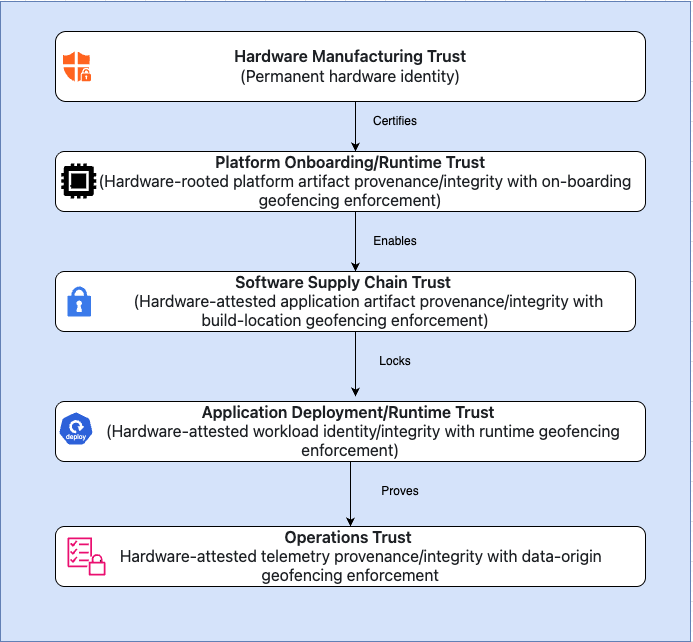 Hardware Manufacturing Trust
(Permanent hardware identity)
Certifies
Platform Onboarding/Runtime Trust
(Hardware-rooted platform artifact provenance/integrity with on-boarding
geofencing enforcement)
Enables
Software Supply Chain Trust
(Hardware-attested application artifact provenance/integrity with
build-location geofencing enforcement)
Locks
Application Deployment/Runtime Trust
deploy
(Hardware-attested workload identity/integrity with runtime geofencing
enforcement)
Proves
Operations Trust
Hardware-attested telemetry provenance/integrity with data-origin
geofencing enforcement